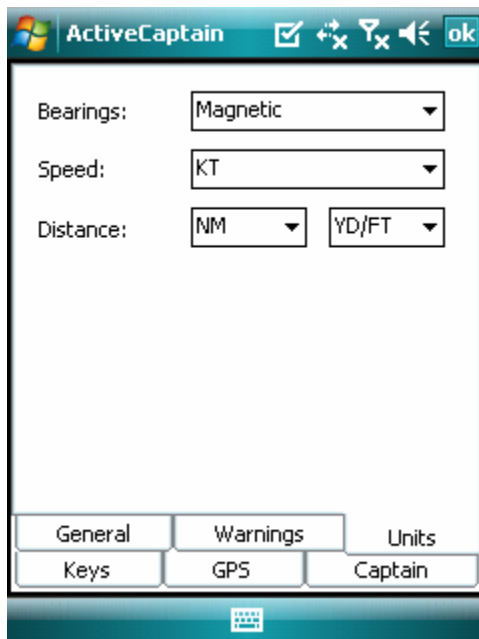 ActiveCaptain ok
Bearings: Magnetic
Speed: KT
Distance: NM YD/FT
General Warnings Units
Keys GPS Captain